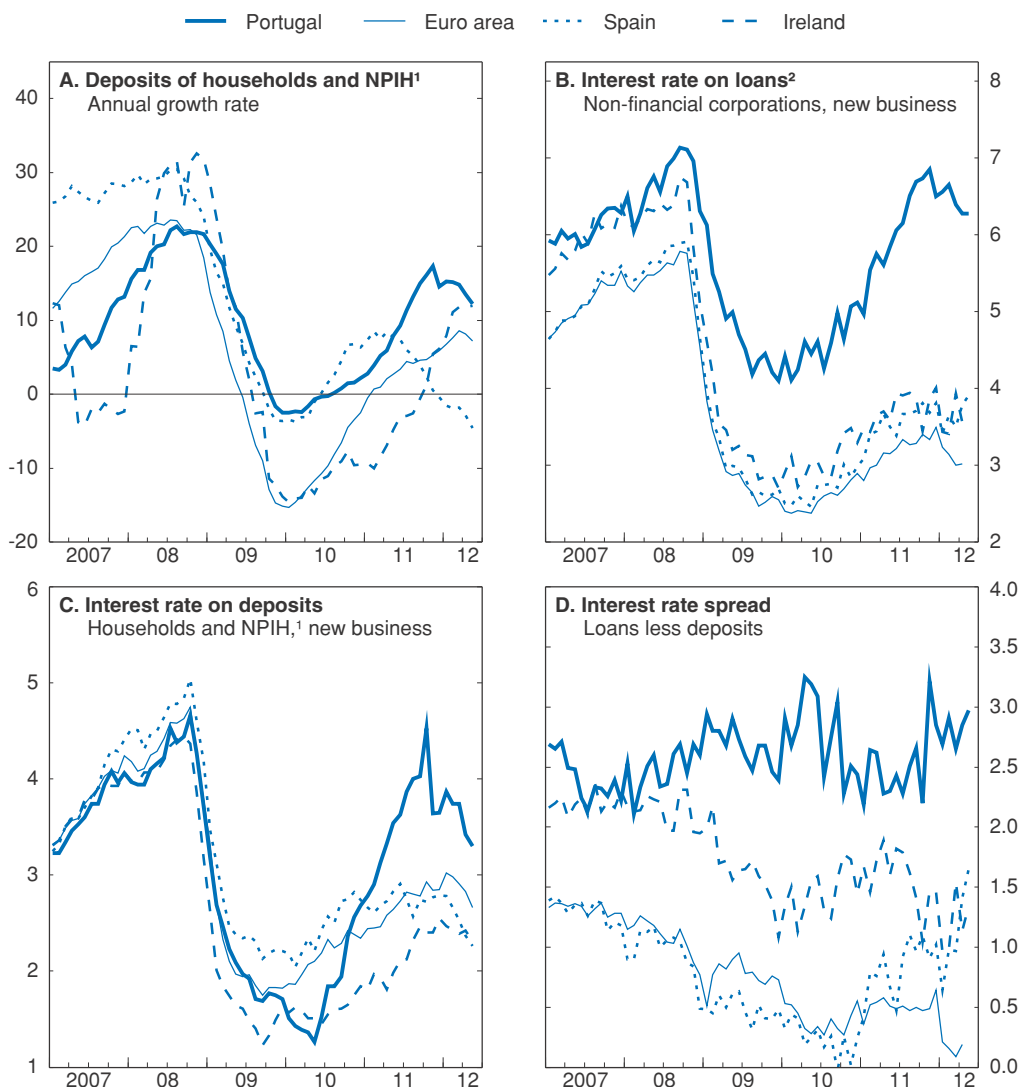 Portugal Euro area Spain Ireland
A. Deposits of households and NPIH¹
Annual growth rate
40
30
20
10
0
-10
-20
2007 08 09 10 11 12
B. Interest rate on loans²
Non-financial corporations, new business
8
7
6
5
4
3
2
2007 08 09 10 11 12
C. Interest rate on deposits
Households and NPIH,¹ new business
6
5
4
3
2
1
2007 08 09 10 11 12
D. Interest rate spread
Loans less deposits
4.0
3.5
3.0
2.5
2.0
1.5
1.0
0.5
0.0
2007 08 09 10 11 12